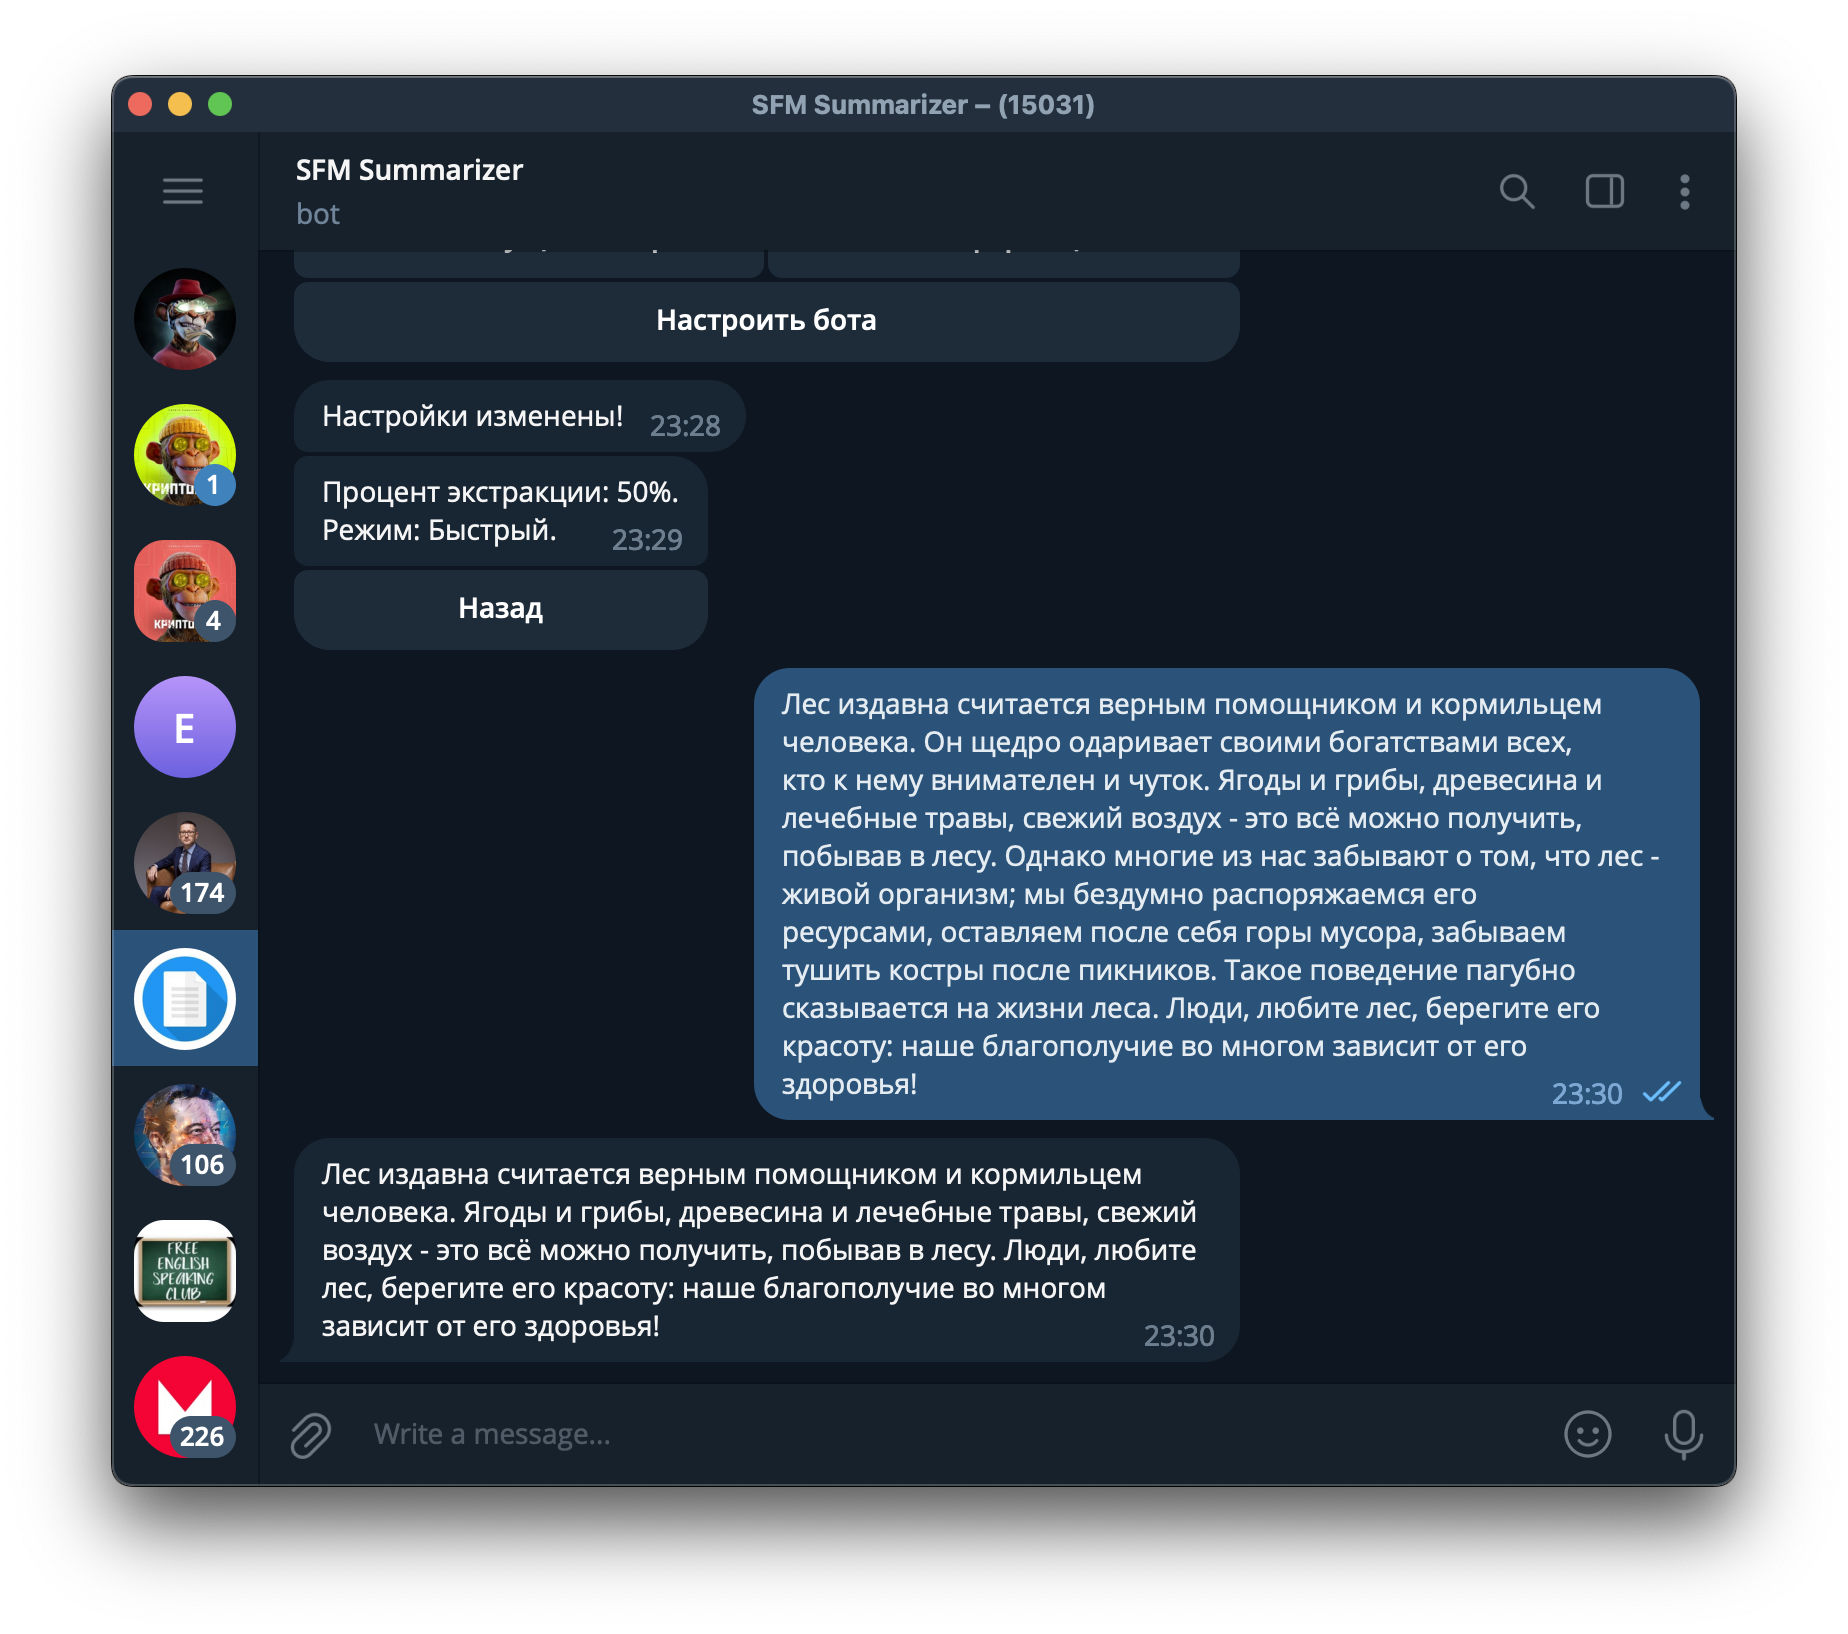 SFM Summarizer – (15031)
SFM Summarizer
bot
Настроить бота
Настройки изменены! 23:28
Процент экстракции: 50%.
Режим: Быстрый. 23:29
Назад
Лес издавна считается верным помощником и кормильцем
человека. Он щедро одаривает своими богатствами всех,
кто к нему внимателен и чуток. Ягоды и грибы, древесина и
лечебные травы, свежий воздух - это всё можно получить,
побывав в лесу. Однако многие из нас забывают о том, что лес -
живой организм; мы бездумно распоряжаемся его
ресурсами, оставляем после себя горы мусора, забываем
тушить костры после пикников. Такое поведение пагубно
сказывается на жизни леса. Люди, любите лес, берегите его
красоту: наше благополучие во многом зависит от его
здоровья! 23:30
Лес издавна считается верным помощником и кормильцем
человека. Ягоды и грибы, древесина и лечебные травы, свежий
воздух - это всё можно получить, побывав в лесу. Люди, любите
лес, берегите его красоту: наше благополучие во многом
зависит от его здоровья! 23:30
Write a message...
1
4
E
174
106
FREE
ENGLISH
SPEAKING
CLUB
226